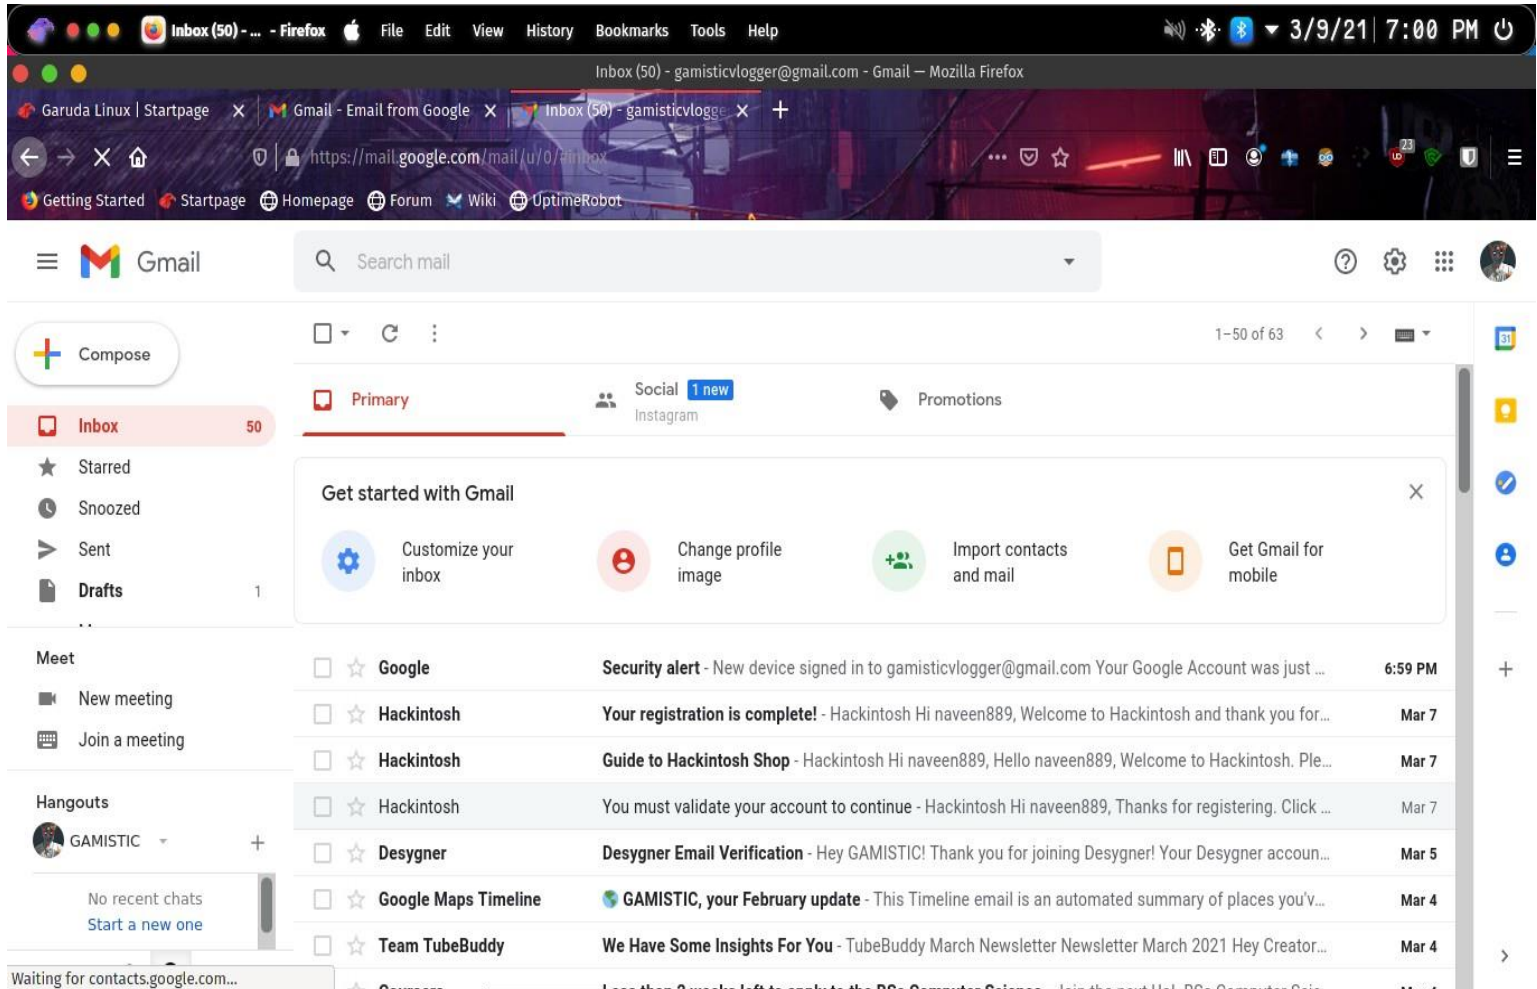 Inbox (50) - ... - Firefox File Edit View History Bookmarks Tools Help 3/9/21 7:00 PM
Inbox (50) - gamisticvlogger@gmail.com - Gmail — Mozilla Firefox
Garuda Linux | Startpage Gmail - Email from Google Inbox (50) - gamisticvlogge
https://mail.google.com/mail/u/0/#inbox ... 23
Getting Started Startpage Homepage Forum Wiki UptimeRobot
Gmail Search mail
Compose 1–50 of 63 31
Primary Social 1 new Promotions
Instagram
Inbox 50
Starred
Snoozed
Sent
Drafts 1
Get started with Gmail
Customize your inbox
Change profile image
Import contacts and mail
Get Gmail for mobile
Meet
New meeting
Join a meeting
Hangouts
GAMISTIC
No recent chats
Start a new one
Google Security alert - New device signed in to gamisticvlogger@gmail.com Your Google Account was just ... 6:59 PM
Hackintosh Your registration is complete! - Hackintosh Hi naveen889, Welcome to Hackintosh and thank you for... Mar 7
Hackintosh Guide to Hackintosh Shop - Hackintosh Hi naveen889, Hello naveen889, Welcome to Hackintosh. Ple... Mar 7
Hackintosh You must validate your account to continue - Hackintosh Hi naveen889, Thanks for registering. Click ... Mar 7
Desygner Desygner Email Verification - Hey GAMISTIC! Thank you for joining Desygner! Your Desygner accoun... Mar 5
Google Maps Timeline GAMISTIC, your February update - This Timeline email is an automated summary of places you'v... Mar 4
Team TubeBuddy We Have Some Insights For You - TubeBuddy March Newsletter Newsletter March 2021 Hey Creator... Mar 4
Waiting for contacts.google.com...